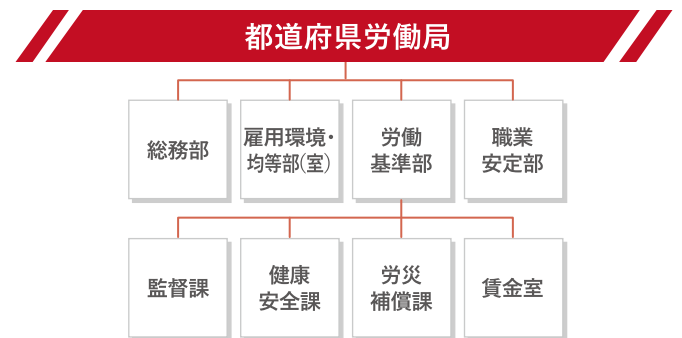 都道府県労働局
総務部
雇用環境・
均等部(室)
労働
基準部
職業
安定部
監督課
健康
安全課
労災
補償課
賃金室